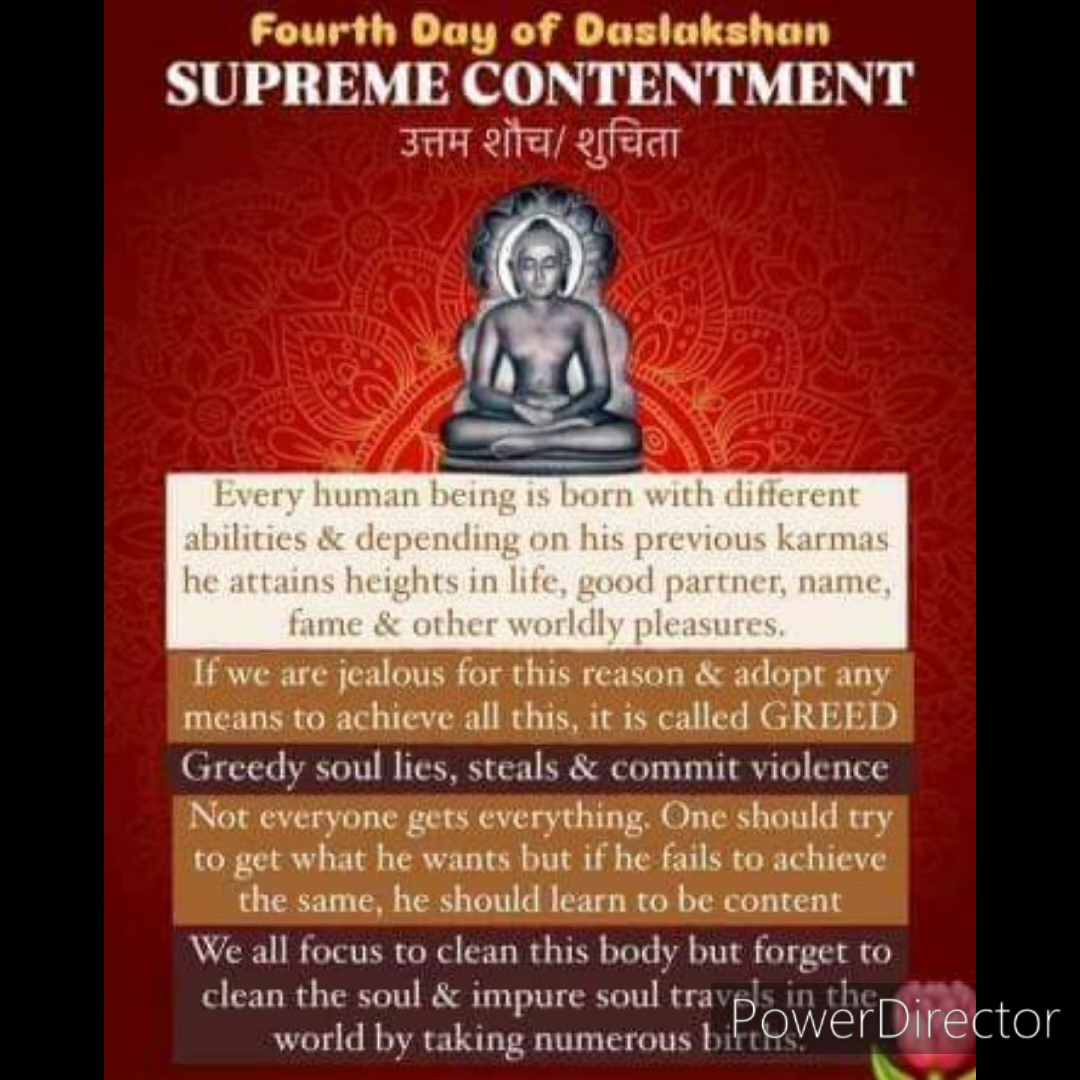 Fourth Day of Daslakshan
SUPREME CONTENTMENT
उत्तम शौच/ शुचिता
Every human being is born with different
abilities & depending on his previous karmas
he attains heights in life, good partner, name,
fame & other worldly pleasures.
If we are jealous for this reason & adopt any
means to achieve all this, it is called GREED
Greedy soul lies, steals & commit violence
Not everyone gets everything. One should try
to get what he wants but if he fails to achieve
the same, he should learn to be content
We all focus to clean this body but forget to
clean the soul & impure soul travels in the
world by taking numerous births.
PowerDirector